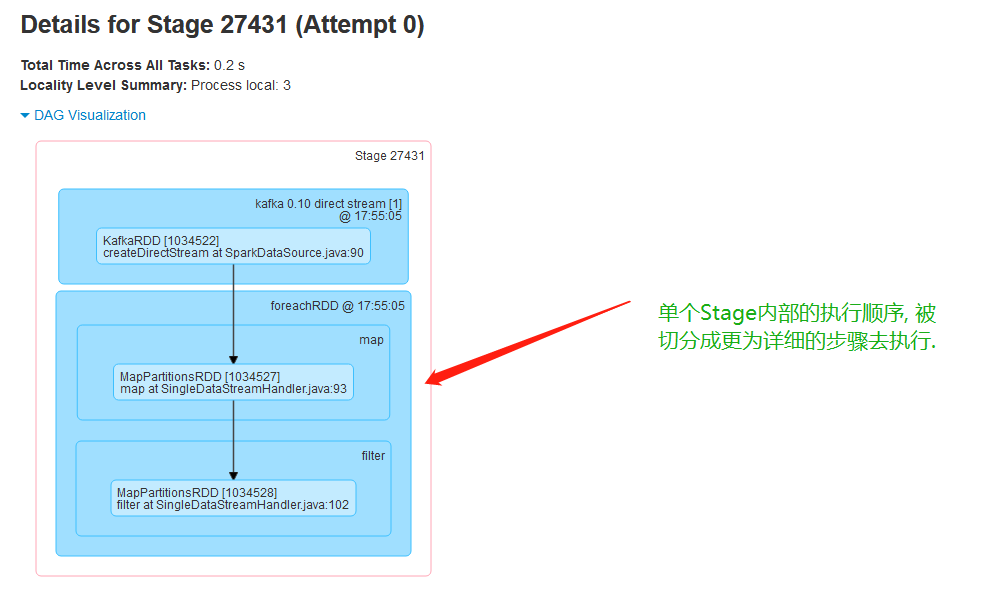 Details for Stage 27431 (Attempt 0)
Total Time Across All Tasks: 0.2 s
Locality Level Summary: Process local: 3
DAG Visualization
Stage 27431
kafka 0.10 direct stream [1]
@ 17:55:05
KafkaRDD [1034522]
createDirectStream at SparkDataSource.java:90
foreachRDD @ 17:55:05
map
MapPartitionsRDD [1034527]
map at SingleDataStreamHandler.java:93
filter
MapPartitionsRDD [1034528]
filter at SingleDataStreamHandler.java:102
单个Stage内部的执行顺序, 被
切分成更为详细的步骤去执行.